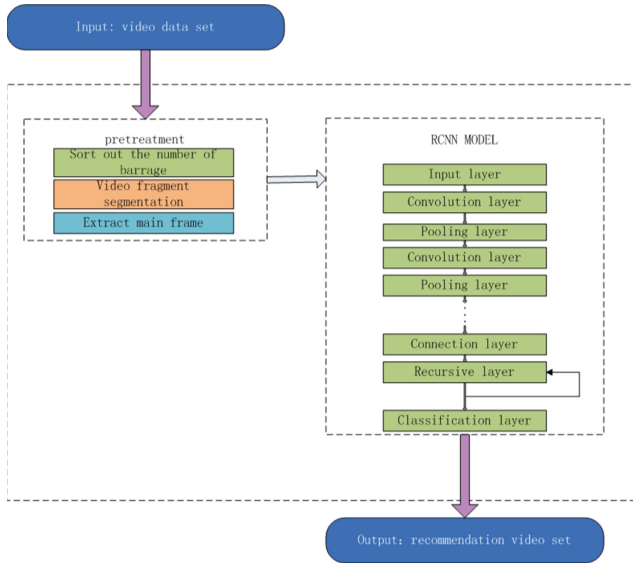 Input: video data set
pretreatment
Sort out the number of
barrage
Video fragment
segmentation
Extract main frame
RCNN MODEL
Input layer
Convolution layer
Pooling layer
Convolution layer
Pooling layer
Connection layer
Recursive layer
Classification layer
Output: recommendation video set